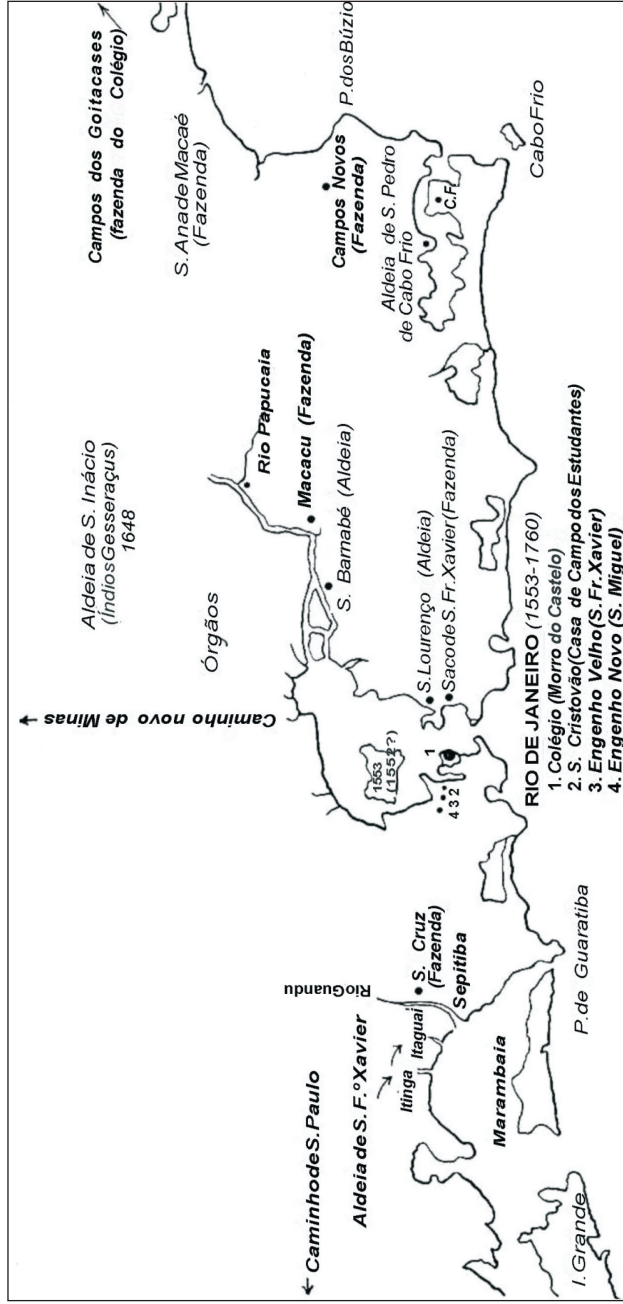 Campos dos Goitacases
(fazenda do Colégio)
S. Ana de Macaé
(Fazenda)
P. dos Búzio
Campos Novos
(Fazenda)
Aldeia de S. Pedro
de Cabo Frio
C.Fr.
Cabo Frio
Aldeia de S. Inácio
(Índios Gesseraçus)
1648
Órgãos
Rio Papucaia
Macacu (Fazenda)
S. Barnabé (Aldeia)
S. Lourenço (Aldeia)
Saco de S. Fr. Xavier (Fazenda)
Caminho novo de Minas
1553
(1552?)
1
4 3 2
RIO DE JANEIRO (1553-1760)
1. Colégio (Morro do Castelo)
2. S. Cristovão (Casa de Campo dos Estudantes)
3. Engenho Velho (S. Fr. Xavier)
4. Engenho Novo (S. Miguel)
Caminho de S. Paulo
Aldeia de S. F.º Xavier
Rio Guandu
Itinga
Itaguai
S. Cruz
(Fazenda)
Sepitiba
Marambaia
P. de Guaratiba
I. Grande